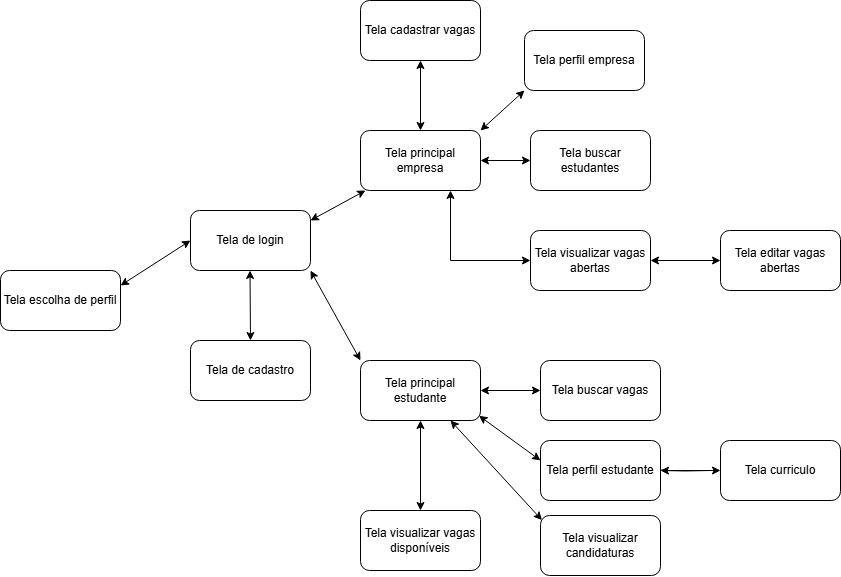 Tela cadastrar vagas
Tela perfil empresa
Tela principal
empresa
Tela buscar
estudantes
Tela de login
Tela visualizar vagas
abertas
Tela editar vagas
abertas
Tela escolha de perfil
Tela de cadastro
Tela principal
estudante
Tela buscar vagas
Tela perfil estudante
Tela curriculo
Tela visualizar vagas
disponíveis
Tela visualizar
candidaturas